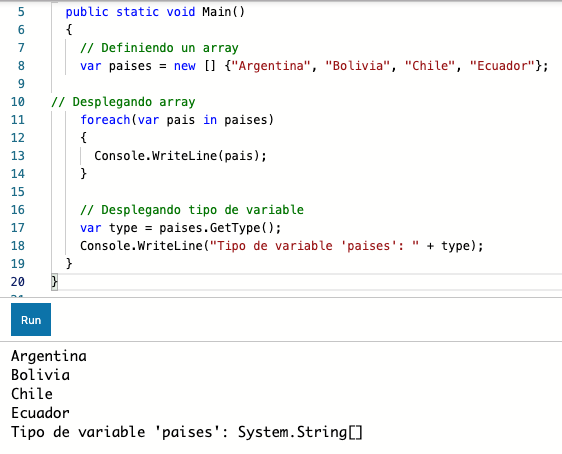 5 public static void Main()
6 {
7 // Definiendo un array
8 var paises = new [] {"Argentina", "Bolivia", "Chile", "Ecuador"};
9
10 // Desplegando array
11 foreach(var pais in paises)
12 {
13 Console.WriteLine(pais);
14 }
15
16 // Desplegando tipo de variable
17 var type = paises.GetType();
18 Console.WriteLine("Tipo de variable 'paises': " + type);
19 }
20 }
Run
Argentina
Bolivia
Chile
Ecuador
Tipo de variable 'paises': System.String[]